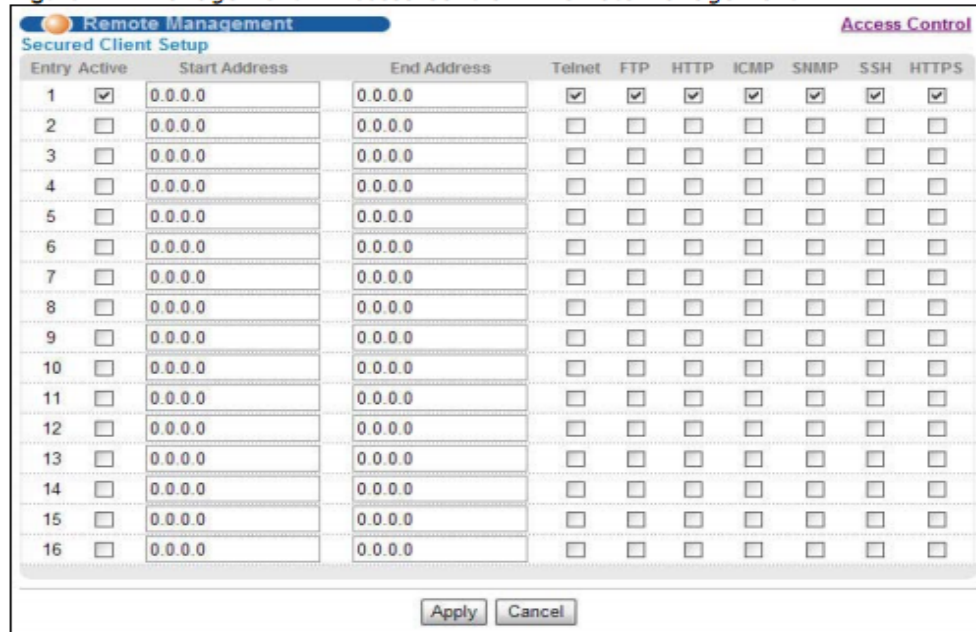 Remote Management
Access Control
Secured Client Setup
Entry Active Start Address End Address Telnet FTP HTTP ICMP SNMP SSH HTTPS
1 0.0.0.0 0.0.0.0
2 0.0.0.0 0.0.0.0
3 0.0.0.0 0.0.0.0
4 0.0.0.0 0.0.0.0
5 0.0.0.0 0.0.0.0
6 0.0.0.0 0.0.0.0
7 0.0.0.0 0.0.0.0
8 0.0.0.0 0.0.0.0
9 0.0.0.0 0.0.0.0
10 0.0.0.0 0.0.0.0
11 0.0.0.0 0.0.0.0
12 0.0.0.0 0.0.0.0
13 0.0.0.0 0.0.0.0
14 0.0.0.0 0.0.0.0
15 0.0.0.0 0.0.0.0
16 0.0.0.0 0.0.0.0
Apply Cancel